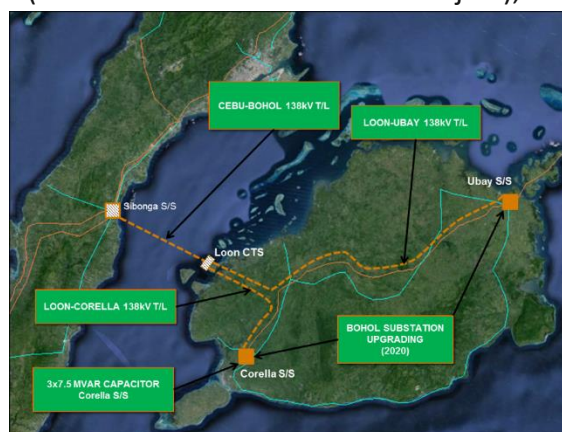 CEBU-BOHOL 138kV T/L
LOON-UBAY 138kV T/L
Ubay S/S
Sibonga S/S
Loon CTS
LOON-CORELLA 138kV T/L
BOHOL SUBSTATION
UPGRADING
(2020)
Corella S/S
3x7.5 MVAR CAPACITOR
Corella S/S